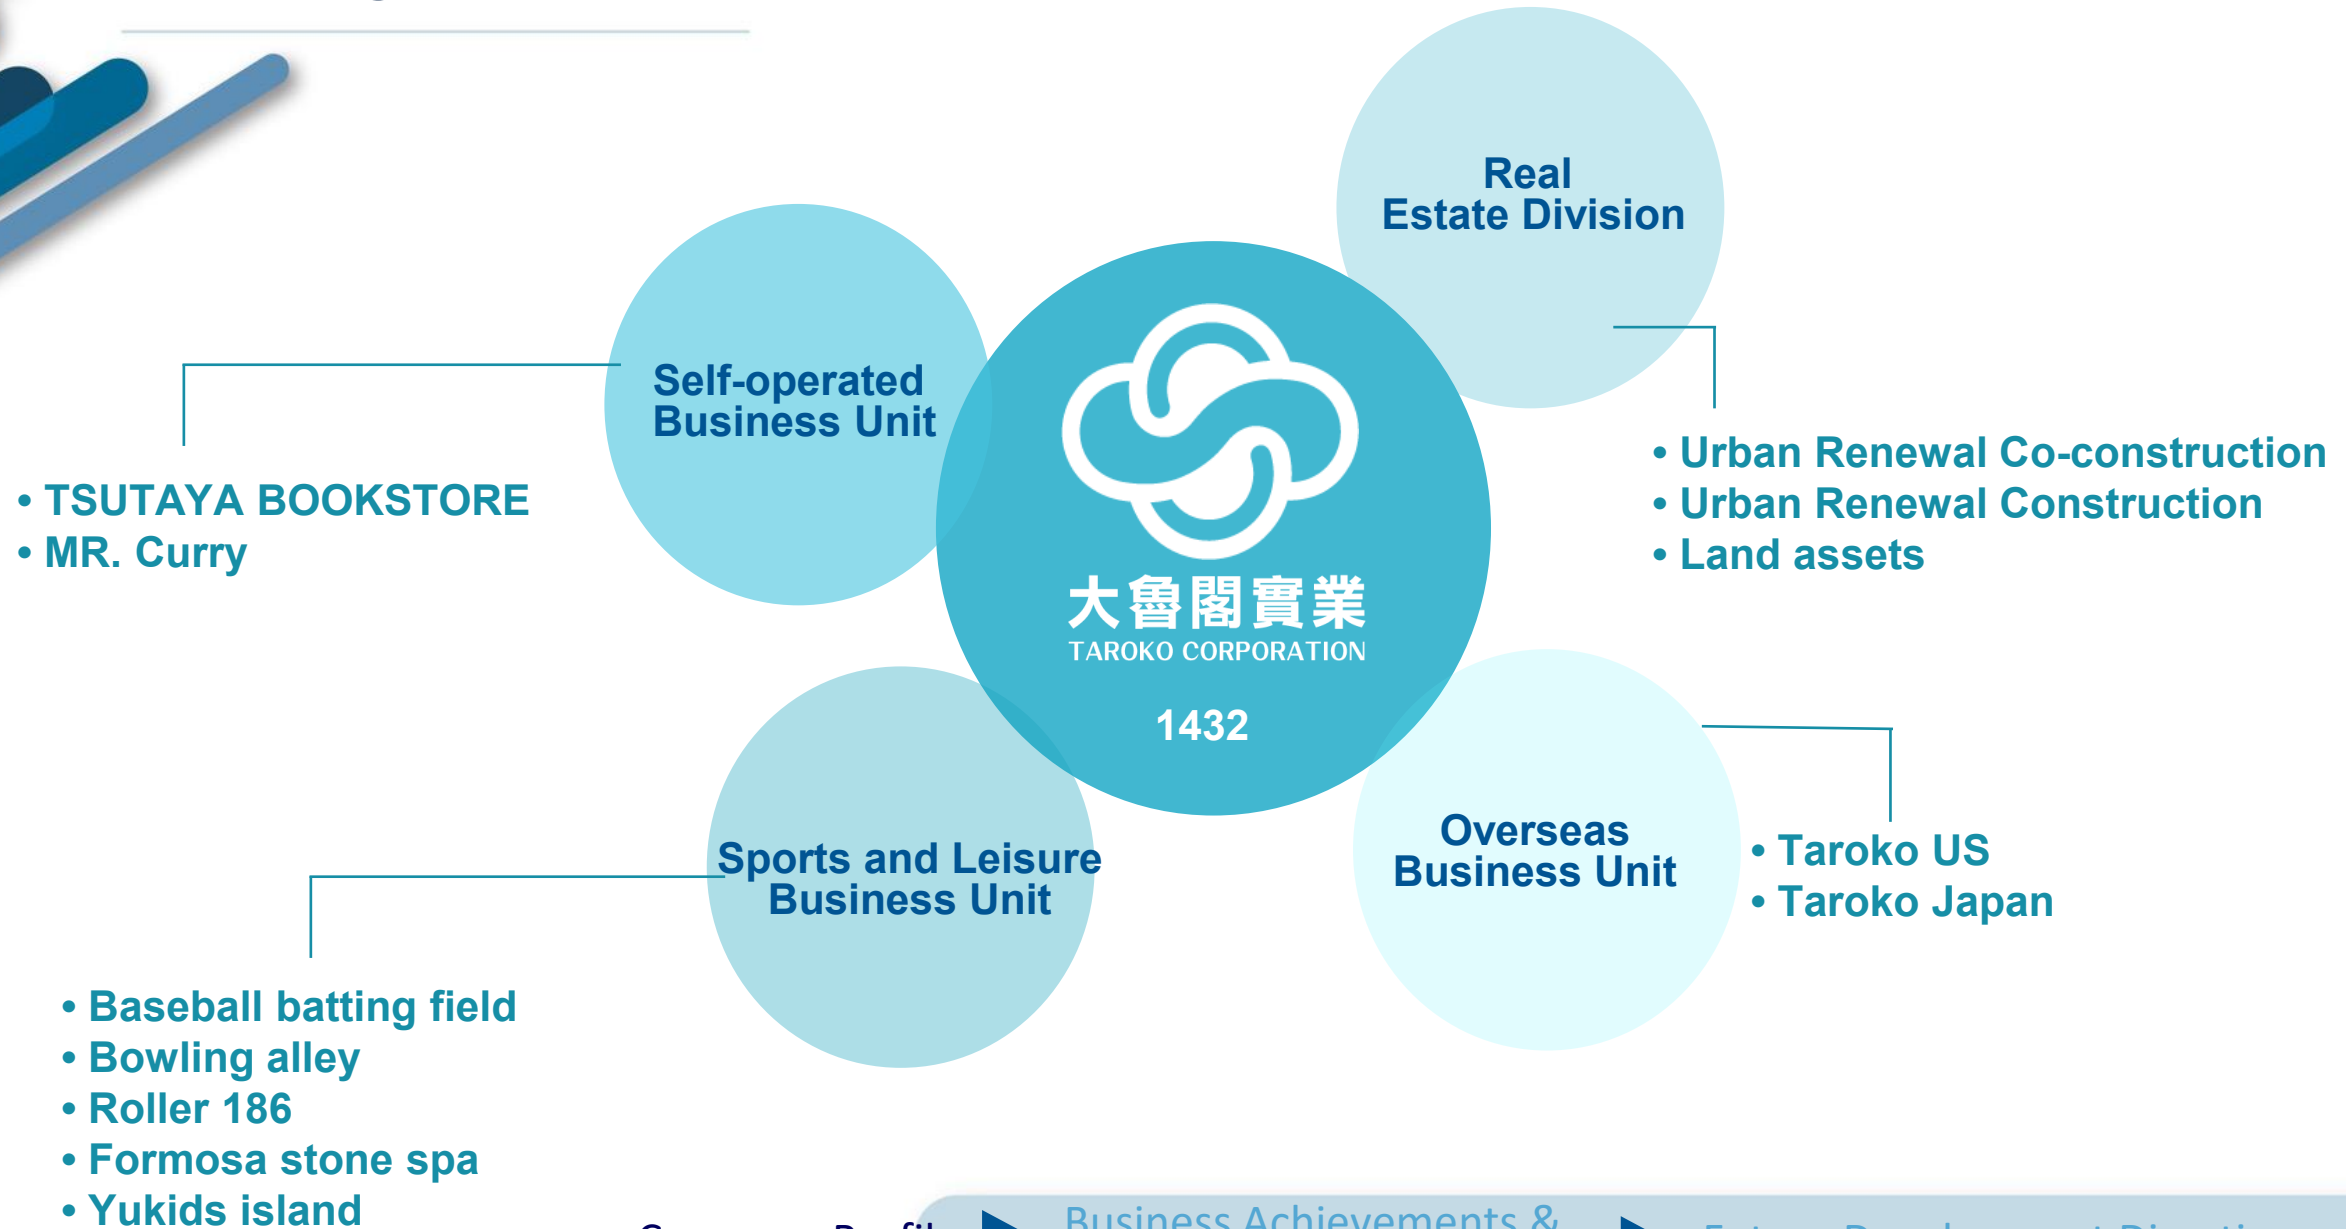 Real
Estate Division
Self-operated
Business Unit
• TSUTAYA BOOKSTORE
• MR. Curry
• Urban Renewal Co-construction
• Urban Renewal Construction
• Land assets
大魯閣實業
TAROKO CORPORATION
1432
Sports and Leisure
Business Unit
Overseas
Business Unit
• Taroko US
• Taroko Japan
• Baseball batting field
• Bowling alley
• Roller 186
• Formosa stone spa
• Yukids island
Business Achievements &